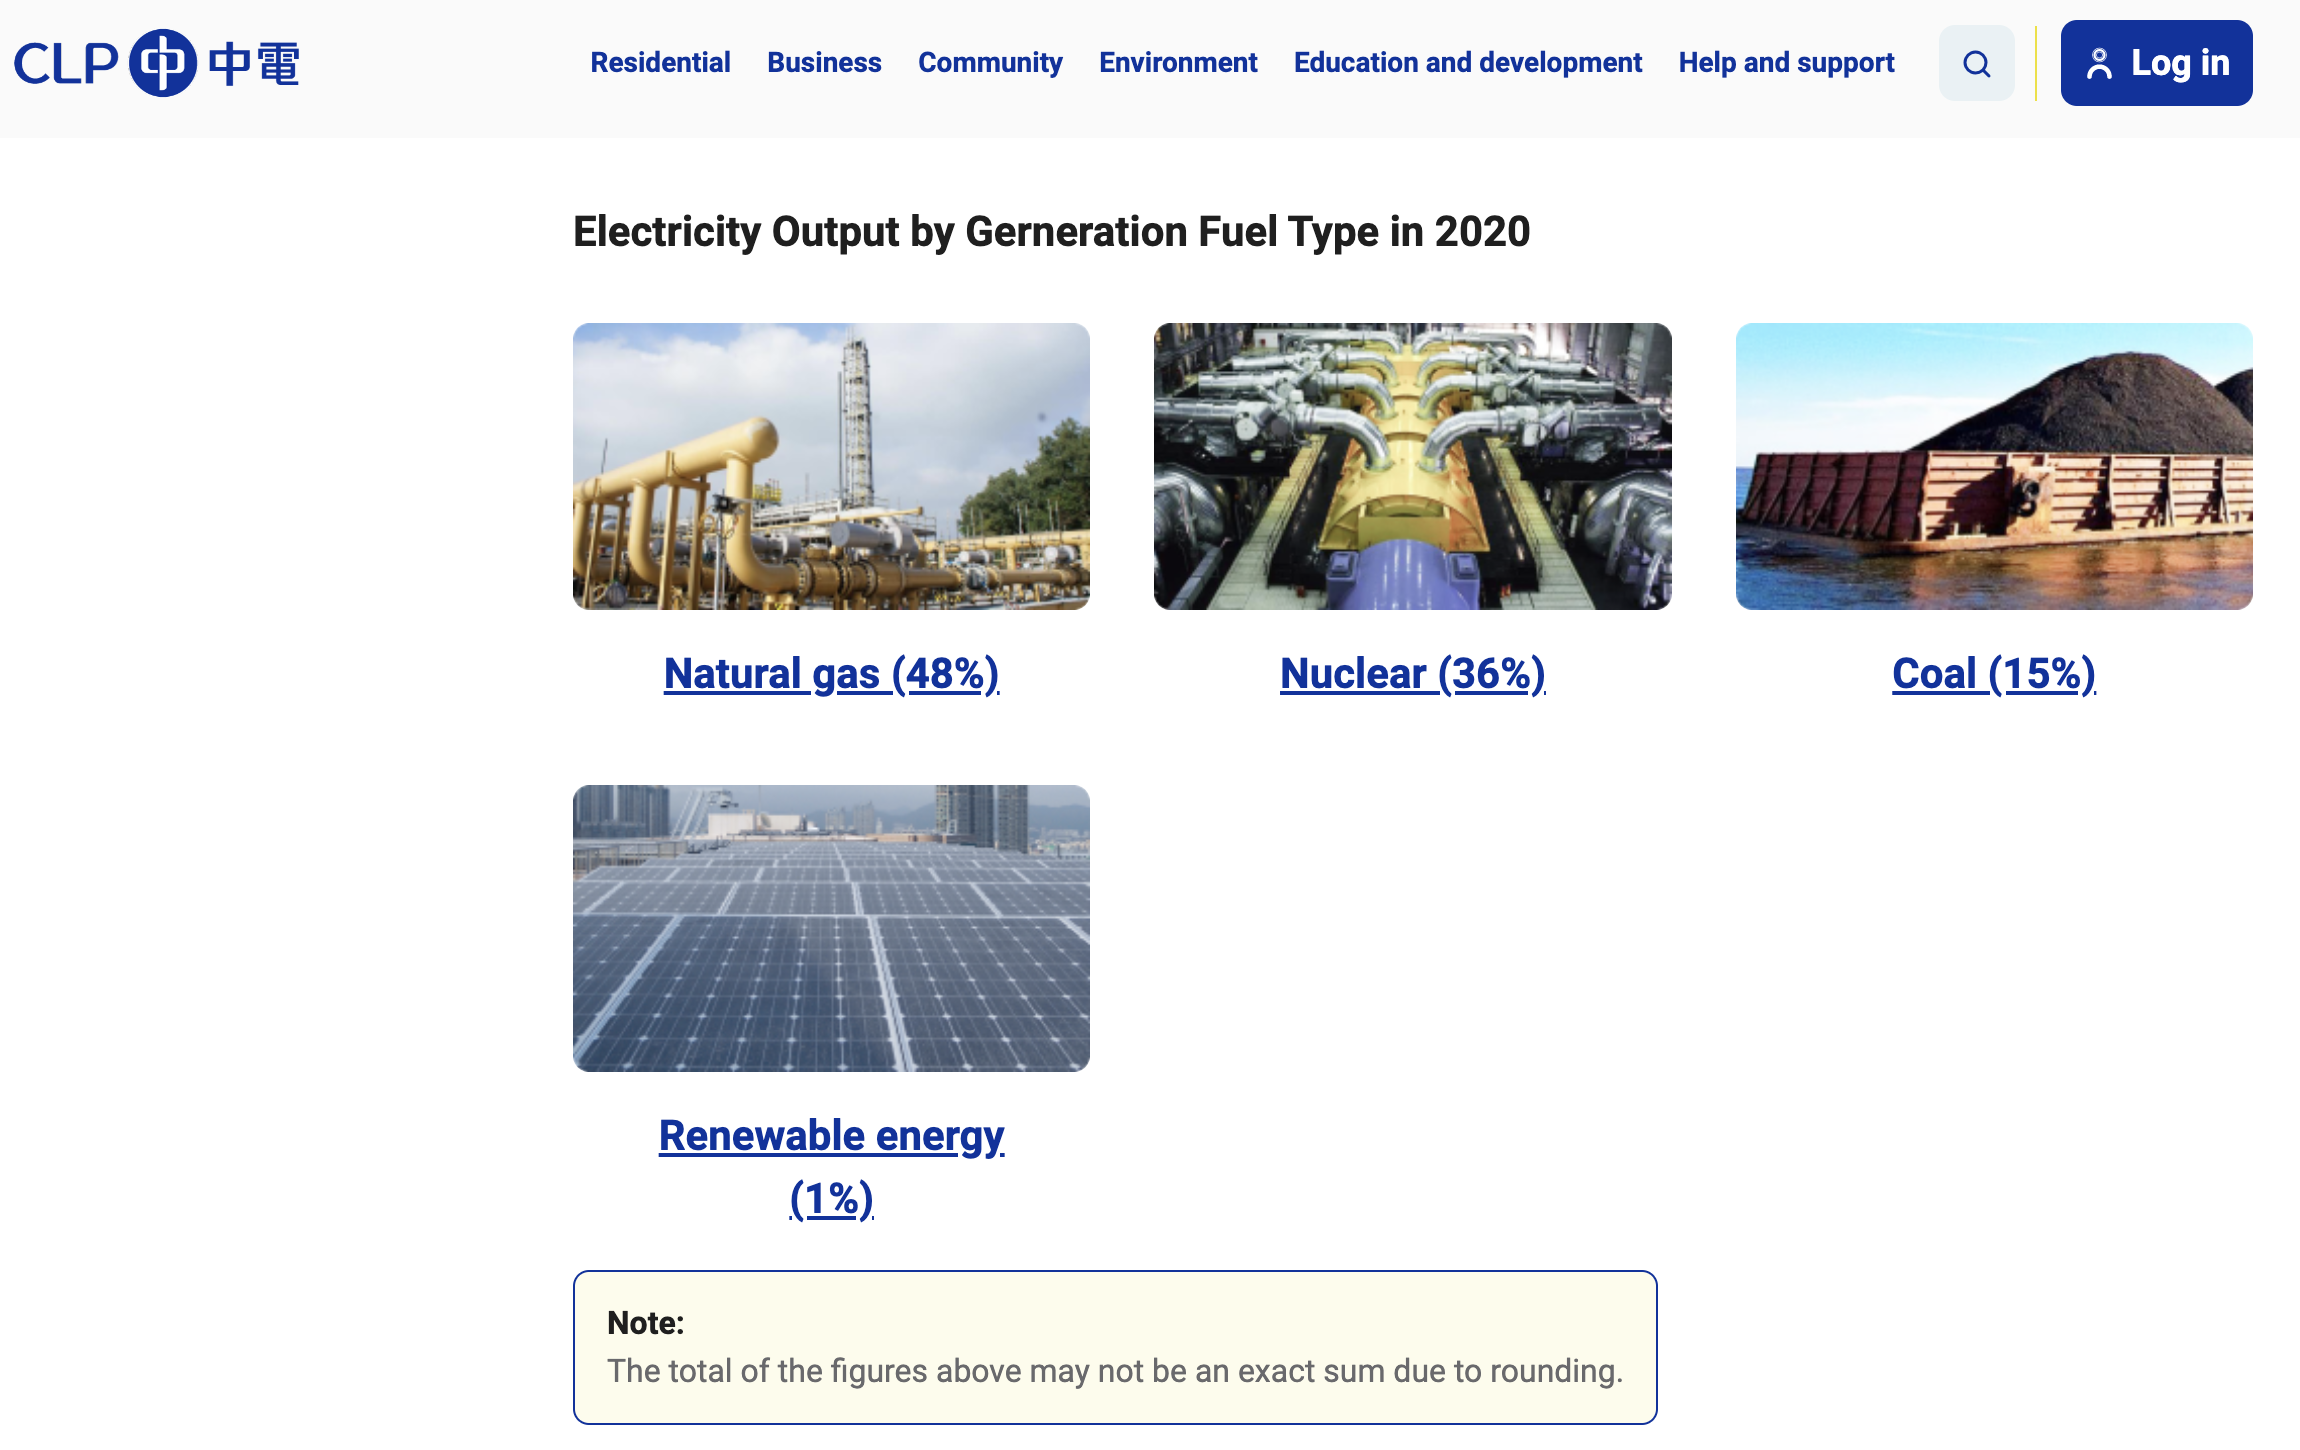 CLP 中 中電
Residential Business Community Environment Education and development Help and support Log in
Electricity Output by Gerneration Fuel Type in 2020
Natural gas (48%)
Nuclear (36%)
Coal (15%)
Renewable energy
(1%)
Note:
The total of the figures above may not be an exact sum due to rounding.